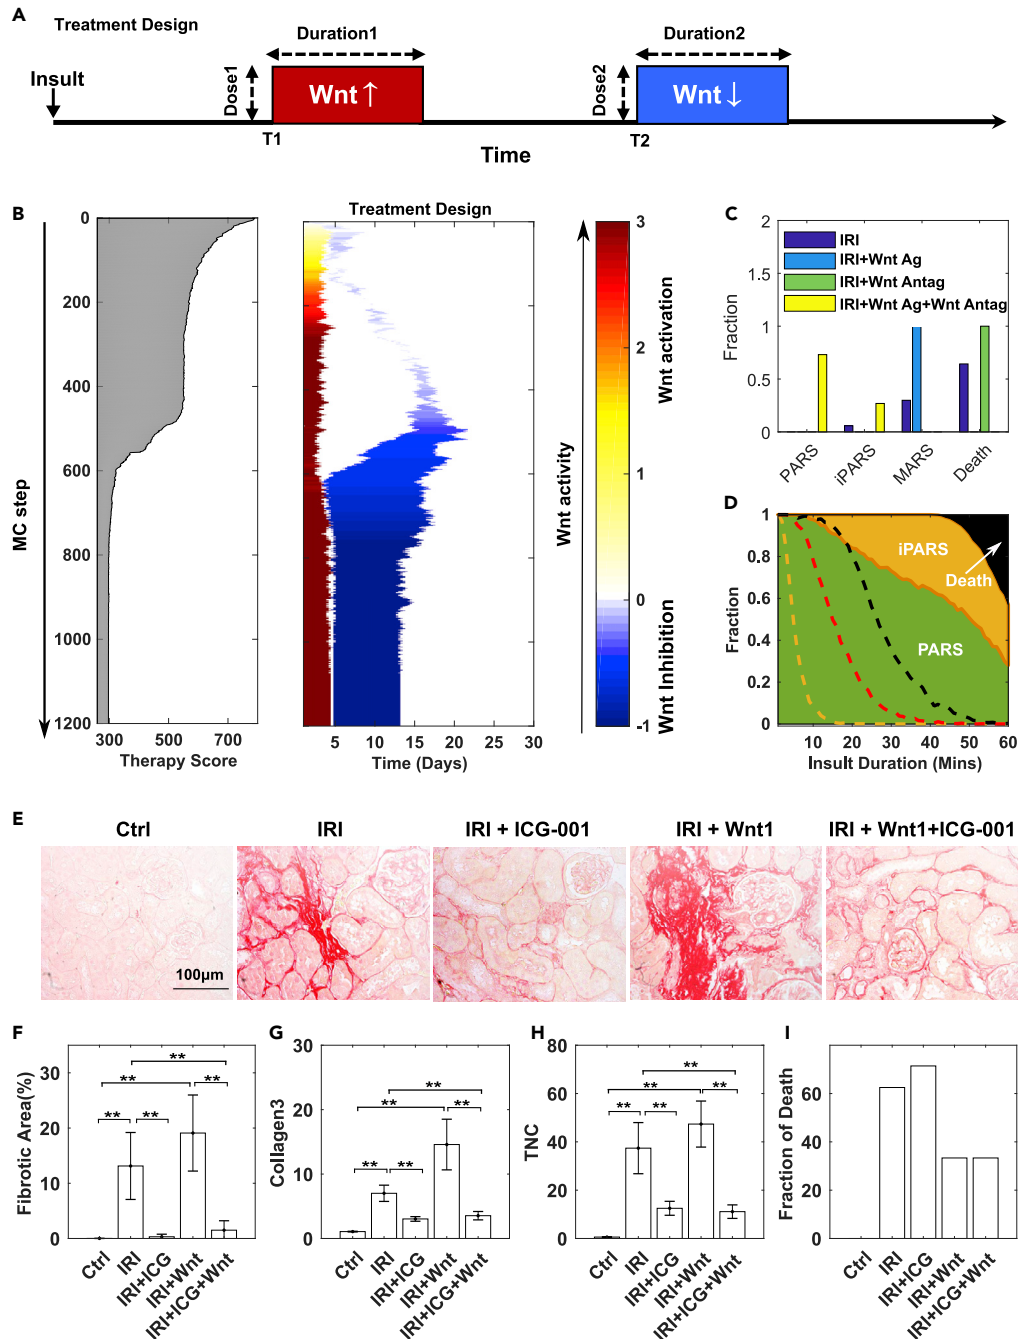 A
Treatment Design
Insult
Dose1
Duration1
Wnt ↑
T1
Dose2
Duration2
Wnt ↓
T2
Time
B
MC step
0
200
400
600
800
1000
1200
300 500 700
Therapy Score
Treatment Design
5 10 15 20 25 30
Time (Days)
Wnt activity
3
2
1
0
-1
Wnt activation
Wnt Inhibition
C
Fraction
2
1.5
1
0.5
0
IRI
IRI+Wnt Ag
IRI+Wnt Antag
IRI+Wnt Ag+Wnt Antag
PARS iPARS MARS Death
D
Fraction
1
0.8
0.6
0.4
0.2
0
iPARS
Death
PARS
10 20 30 40 50 60
Insult Duration (Mins)
E
Ctrl IRI IRI + ICG-001 IRI + Wnt1 IRI + Wnt1+ICG-001
100µm
F
Fibrotic Area(%)
30
20
10
0
** ** ** ** **
Ctrl IRI IRI+ICG IRI+Wnt IRI+ICG+Wnt
G
Collagen3
30
20
10
0
** ** ** ** **
Ctrl IRI IRI+ICG IRI+Wnt IRI+ICG+Wnt
H
TNC
80
60
40
20
0
** ** ** ** **
Ctrl IRI IRI+ICG IRI+Wnt IRI+ICG+Wnt
I
Fraction of Death
60
40
20
0
Ctrl IRI IRI+ICG IRI+Wnt IRI+ICG+Wnt